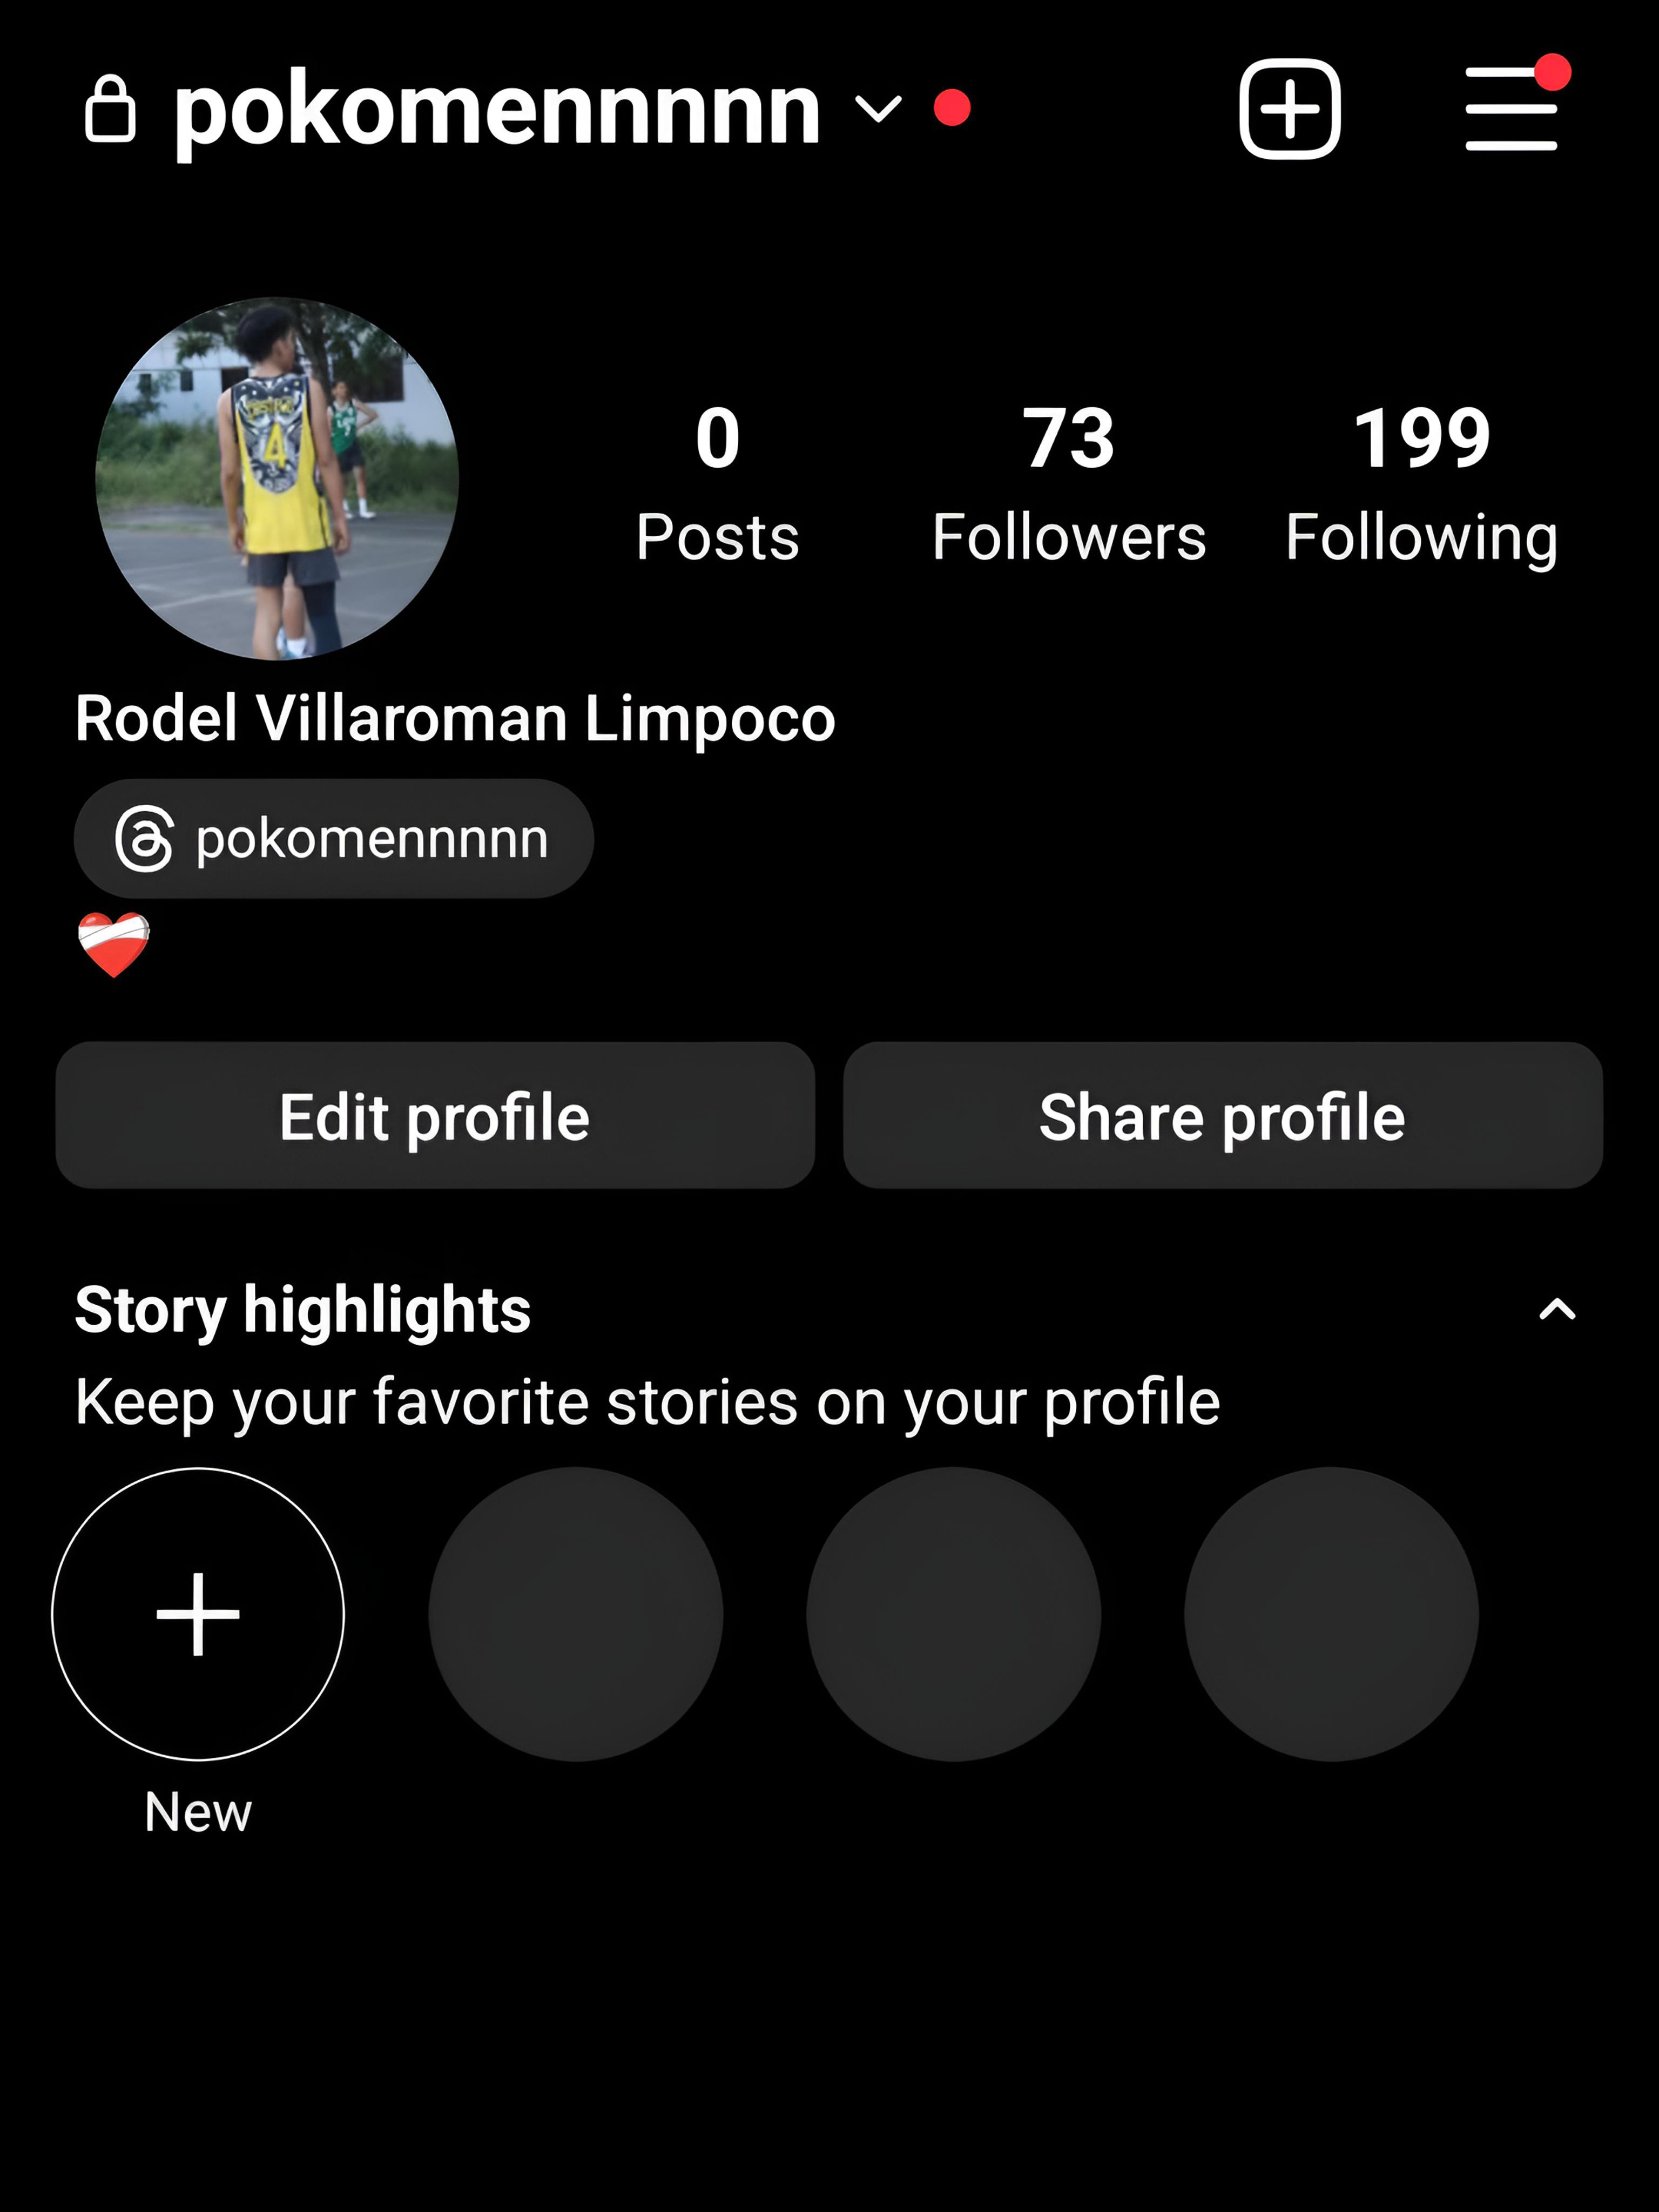 pokomennnnn
0 73 199
Posts Followers Following
4
Rodel Villaroman Limpoco
pokomennnnn
Edit profile Share profile
Story highlights
Keep your favorite stories on your profile
New